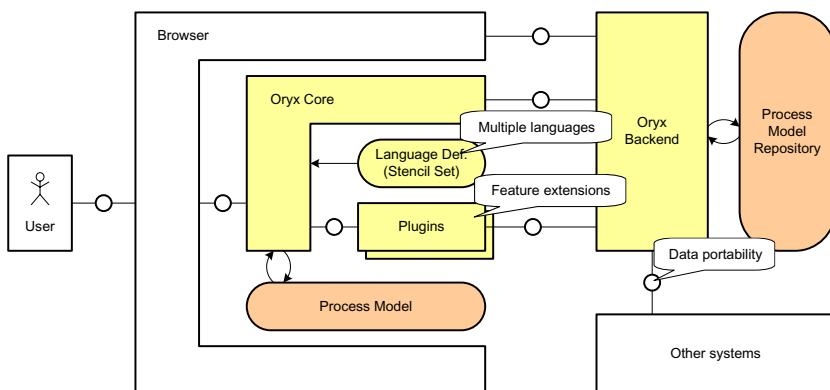 Browser
Oryx Core
Multiple languages
Language Def.
(Stencil Set)
Feature extensions
Plugins
Process Model
User
Oryx
Backend
Process
Model
Repository
Data portability
Other systems